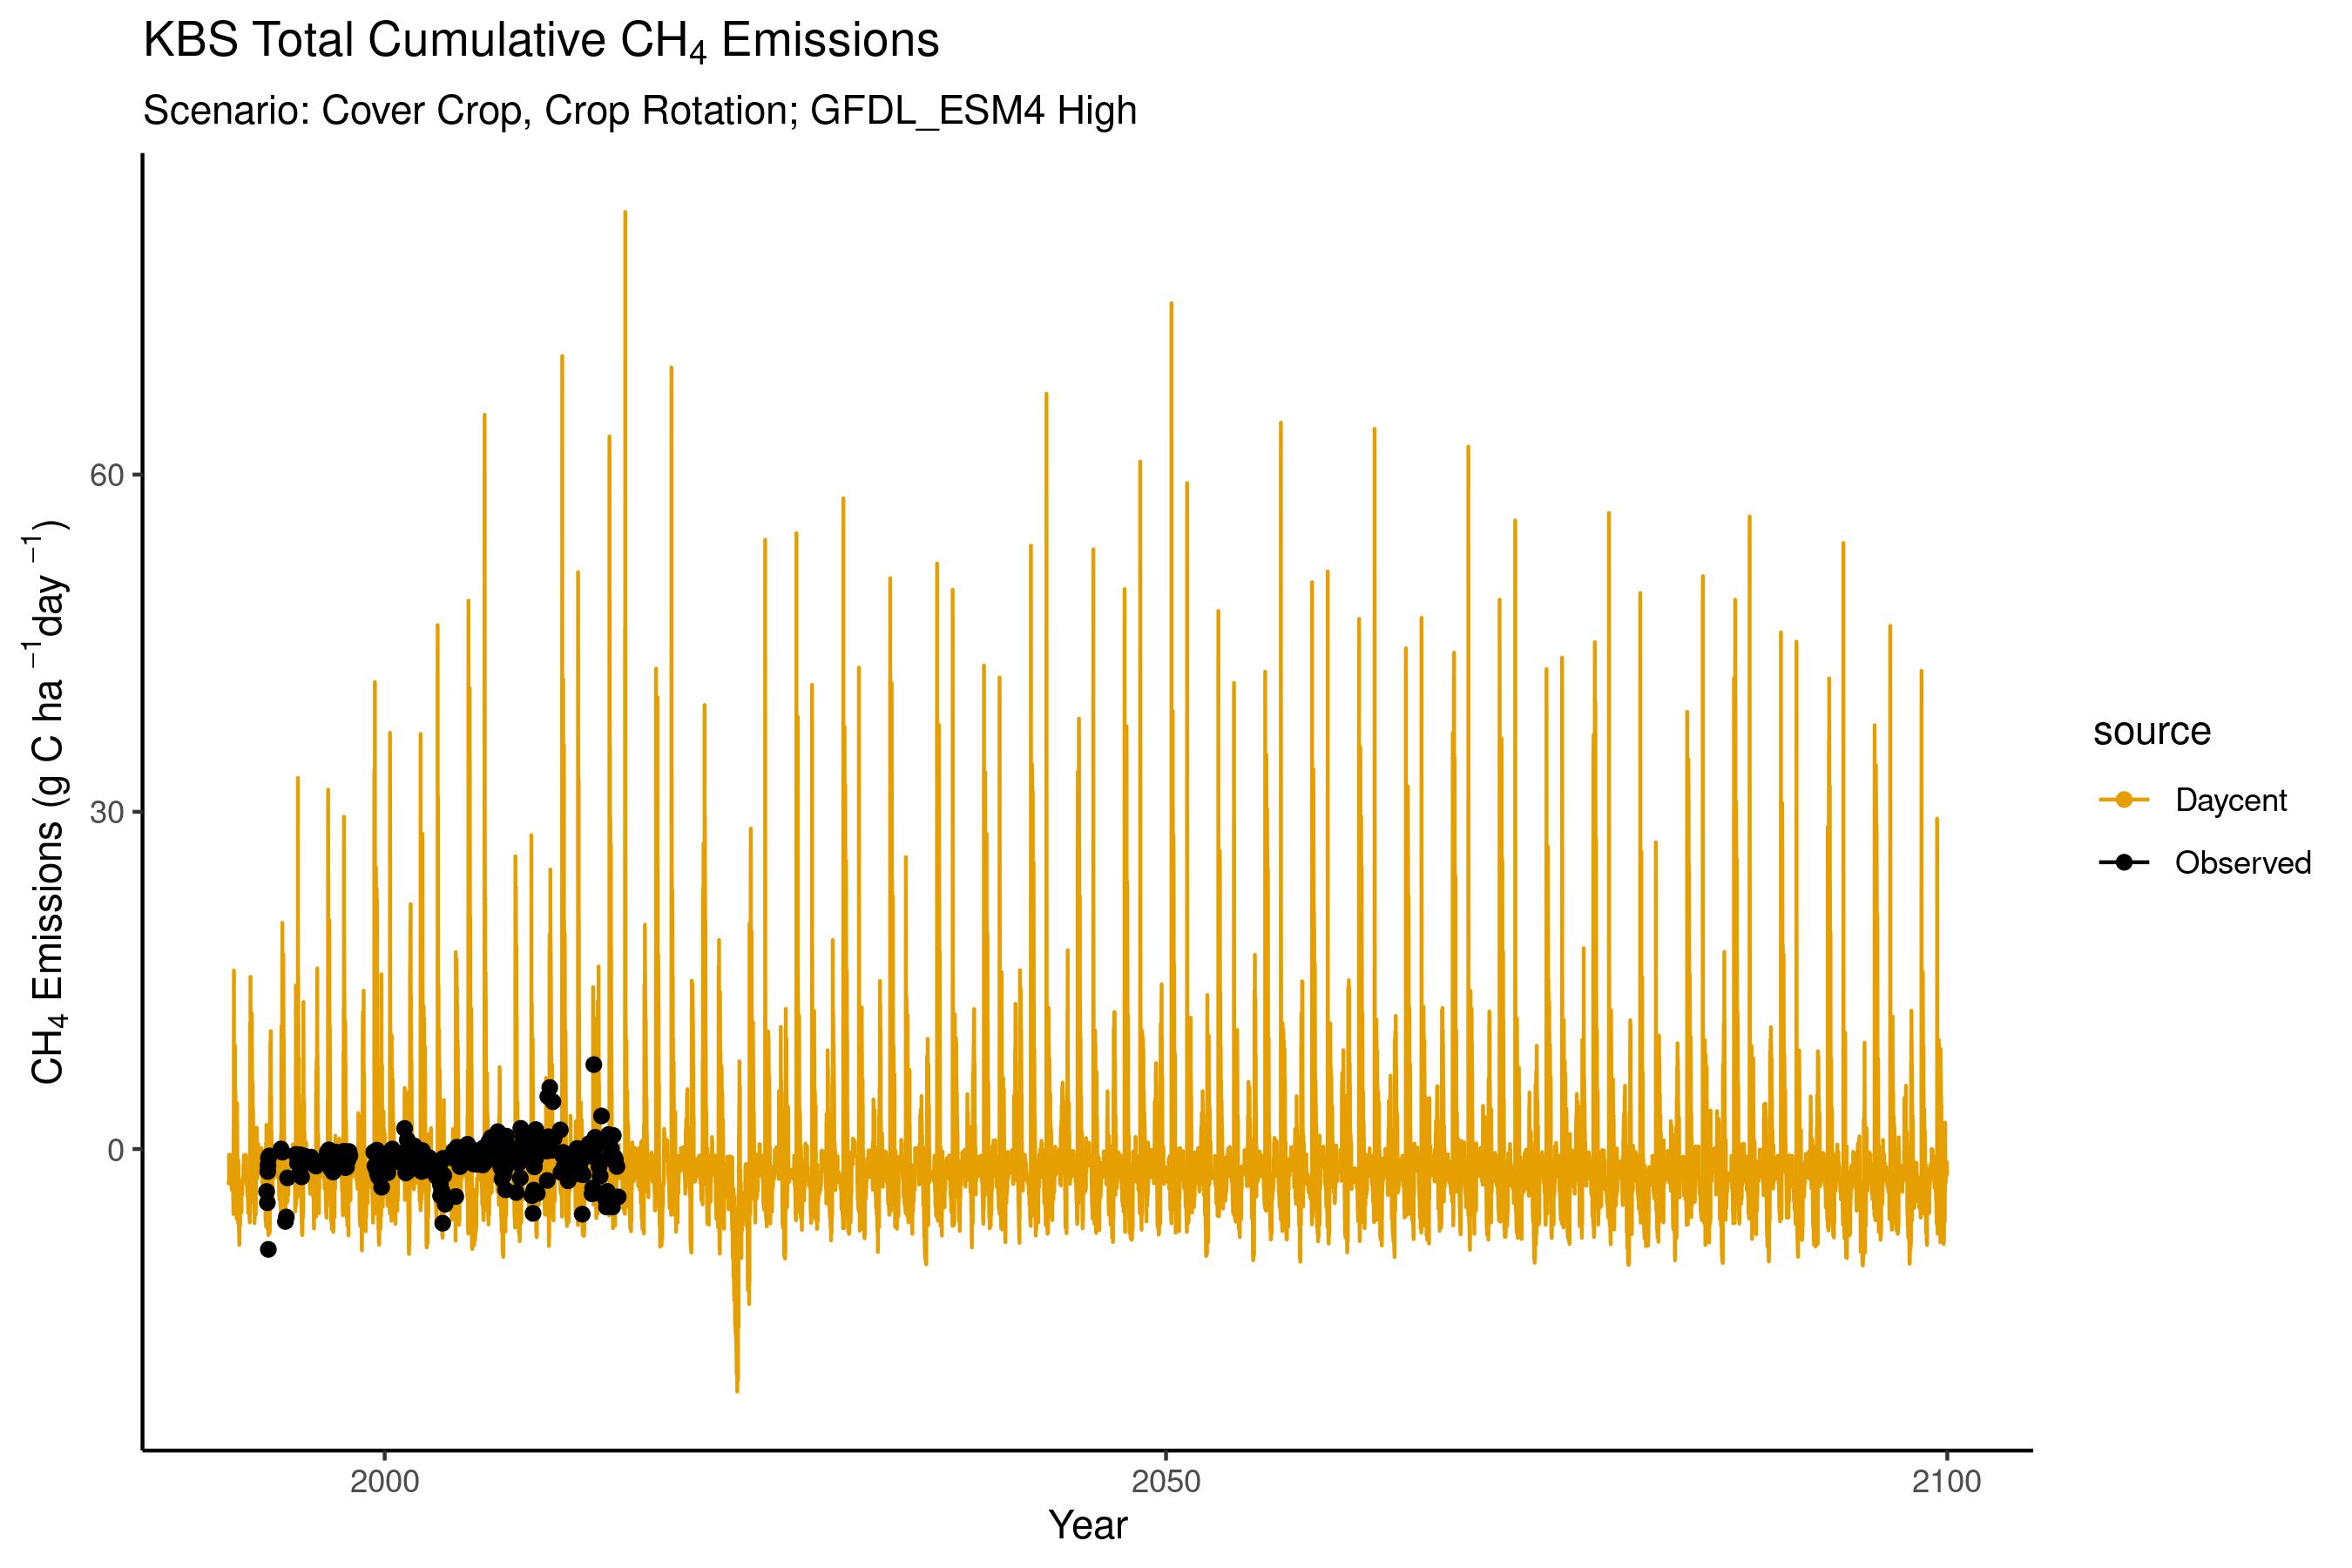 KBS Total Cumulative CH₄ Emissions
Scenario: Cover Crop, Crop Rotation; GFDL_ESM4 High
CH₄ Emissions (g C ha ⁻¹day ⁻¹)
60
30
0
2000
2050
2100
Year
source
Daycent
Observed